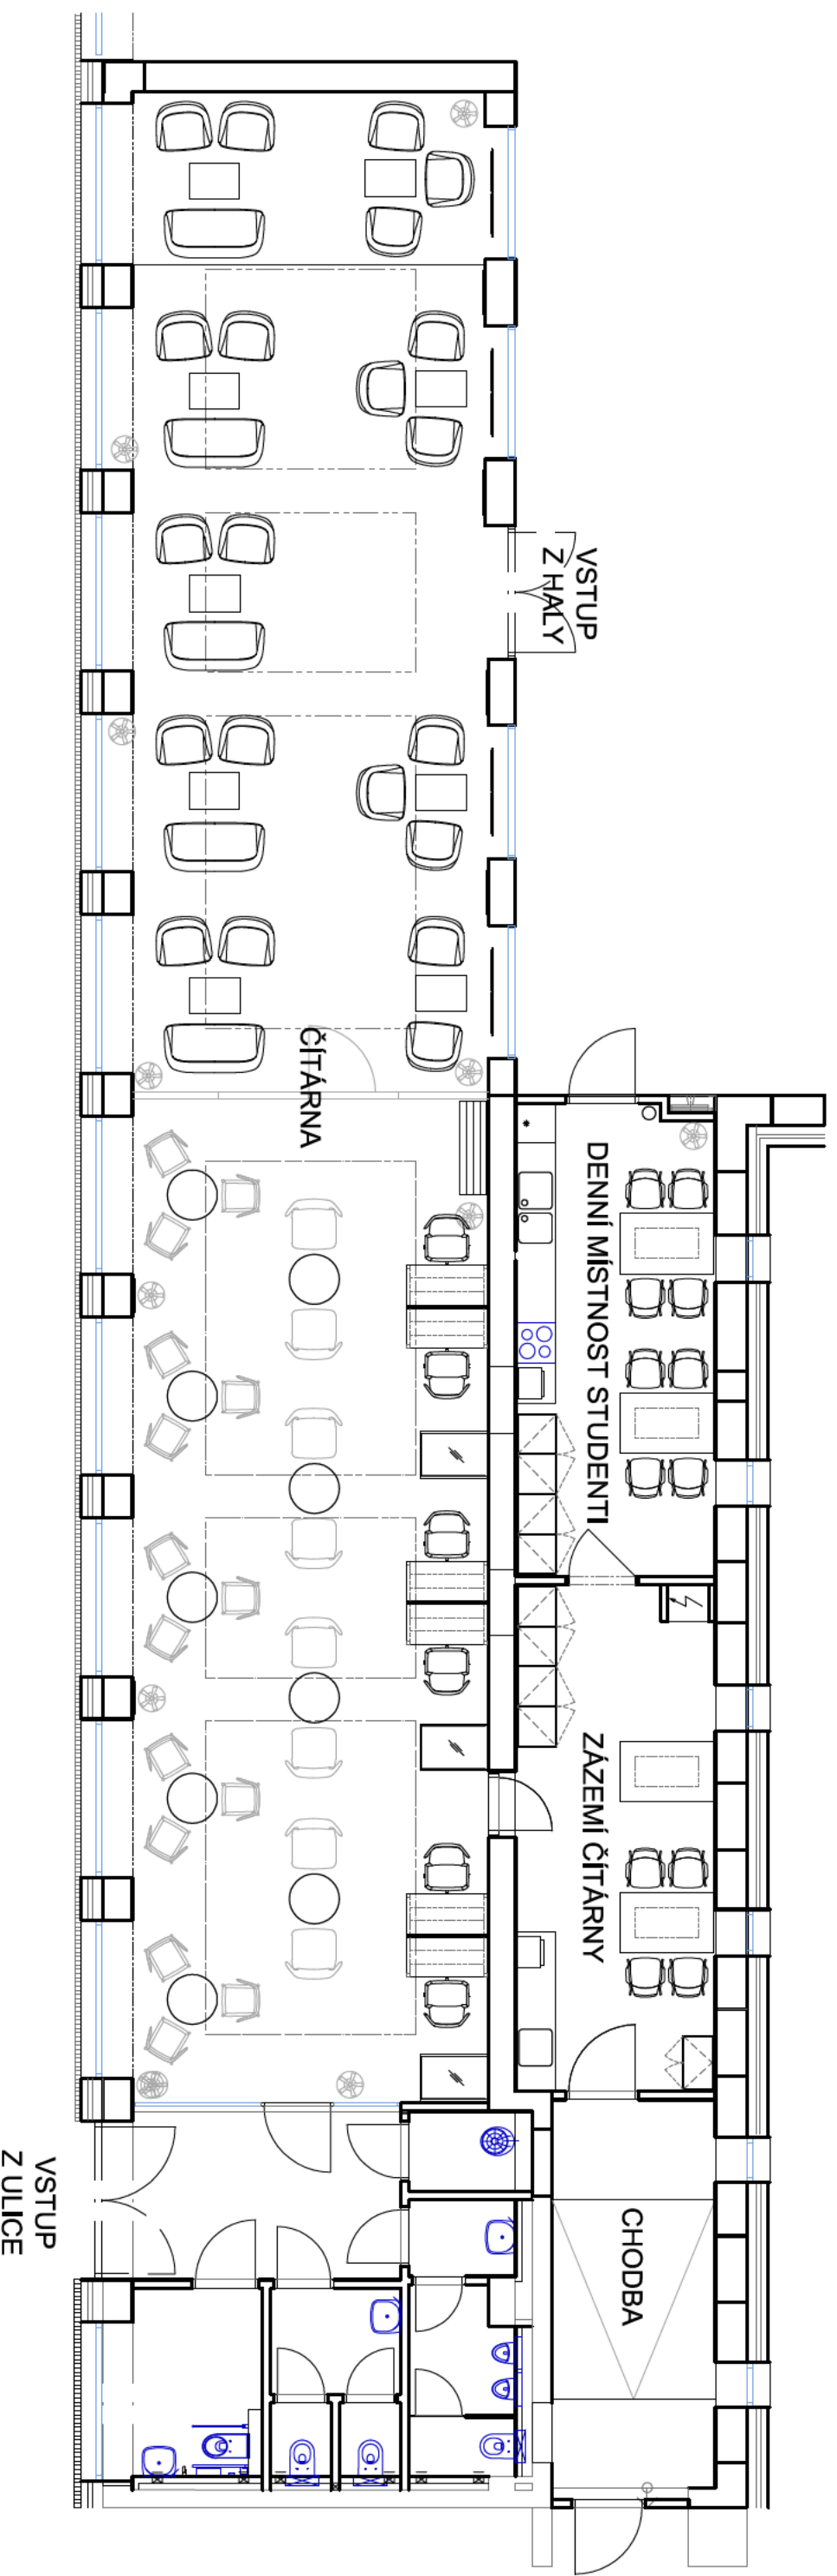 VSTUP
Z HALY
ČÍTÁRNA
DENNÍ MÍSTNOST STUDENTI
ZÁZEMÍ ČÍTÁRNY
CHODBA
VSTUP
Z ULICE